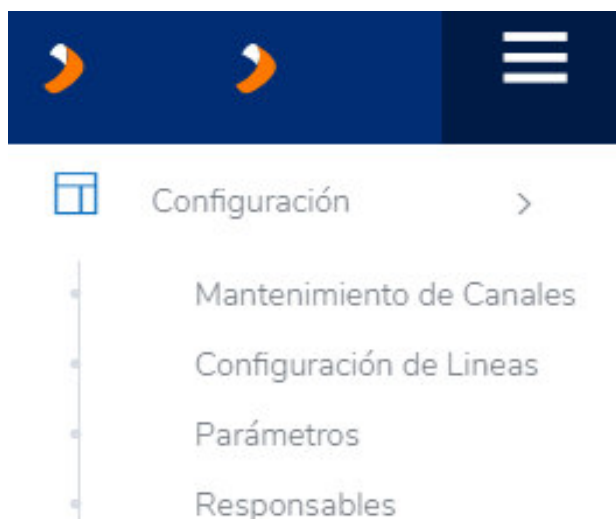 Configuración
Mantenimiento de Canales
Configuración de Lineas
Parámetros
Responsables